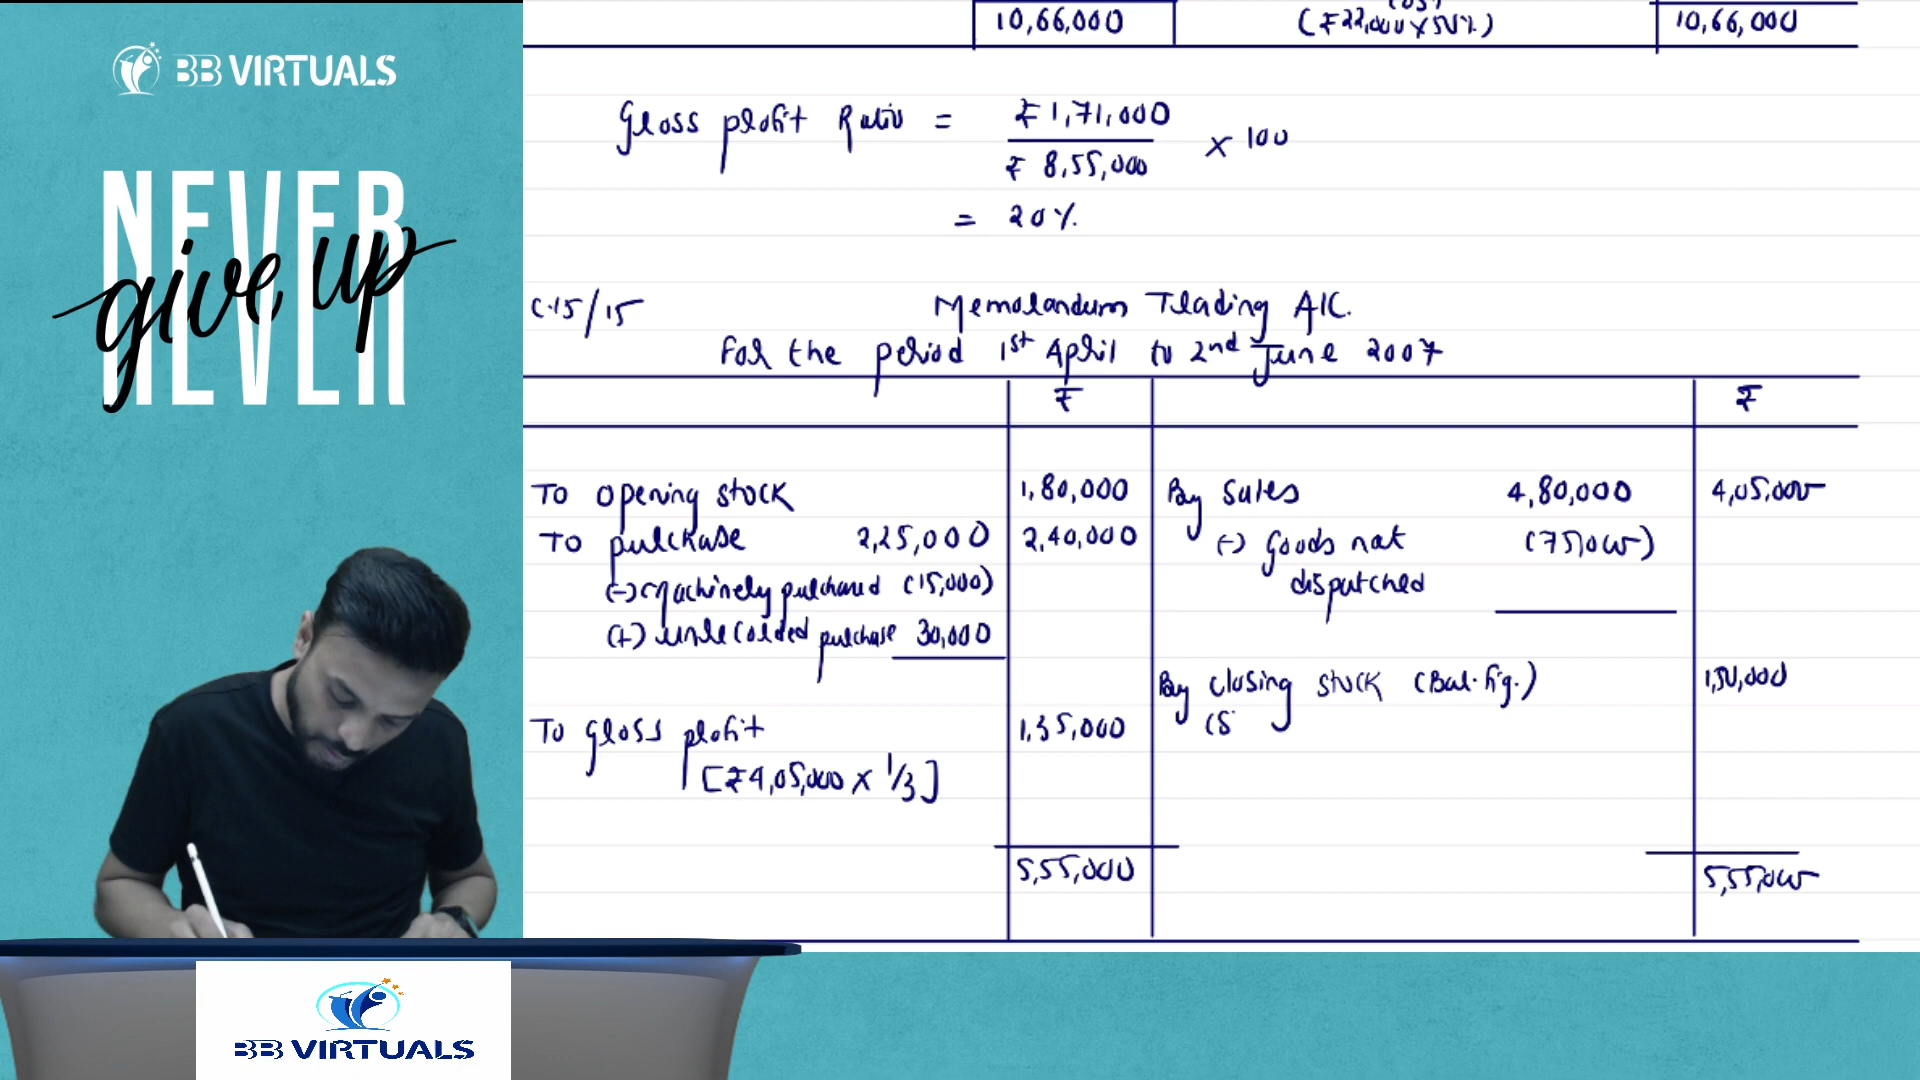 BB VIRTUALS
NEVER
give up
NEVER
10,66,000
(₹22,000 X 50%)
10,66,000
Gross profit Ratio = ₹1,71,000
₹ 8,55,000
X 100
= 20%
C.15/15 Memorandum Trading A/C.
For the period 1st April to 2nd June 2007
₹ ₹
To opening stock 1,80,000 By Sales 4,80,000 4,05,000
To purchase 2,25,000 2,40,000 (-) Goods not (75,000)
(-) Machinery purchased (15,000) dispatched
(+) unrecorded purchase 30,000
By closing stock (Bal. fig.) 1,50,000
(S
To Gross profit 1,35,000
[₹4,05,000 X 1/3]
5,55,000 5,55,000
BB VIRTUALS